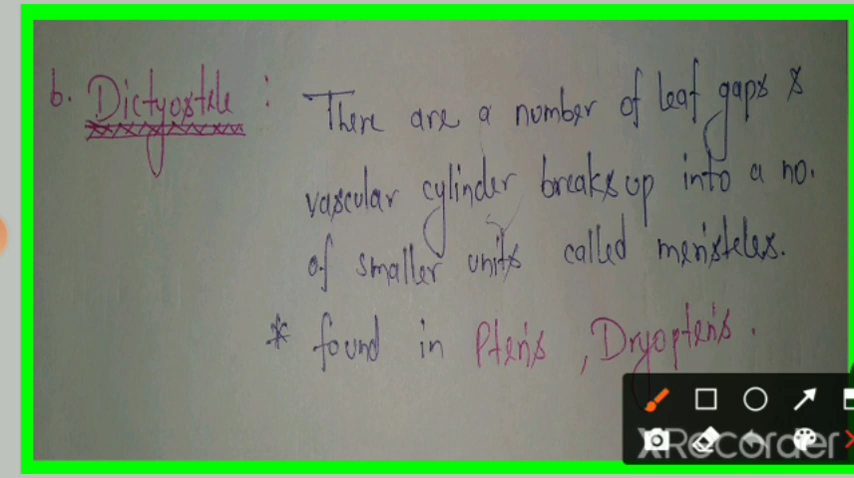 b. Dictyostele : There are a number of leaf gaps &
vascular cylinder breaks up into a no.
of smaller units called meristeles.
* found in Pteris , Dryopteris .
XRecorder